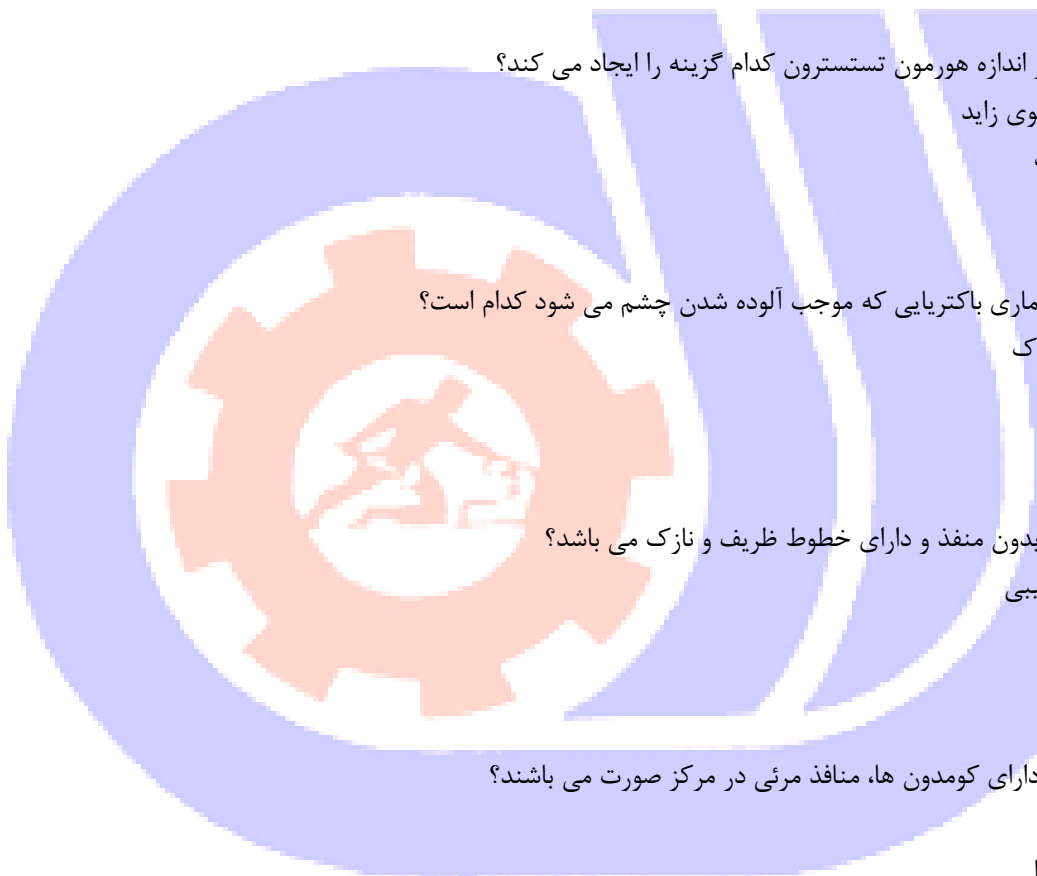 اندازه هورمون تستسترون کدام گزینه را ایجاد می کند؟
وی زاید
ماری باکتریایی که موجب آلوده شدن چشم می شود کدام است؟
ک
بدون منفذ و دارای خطوط ظریف و نازک می باشد؟
یبی
دارای کومدون ها، منافذ مرئی در مرکز صورت می باشند؟
ا